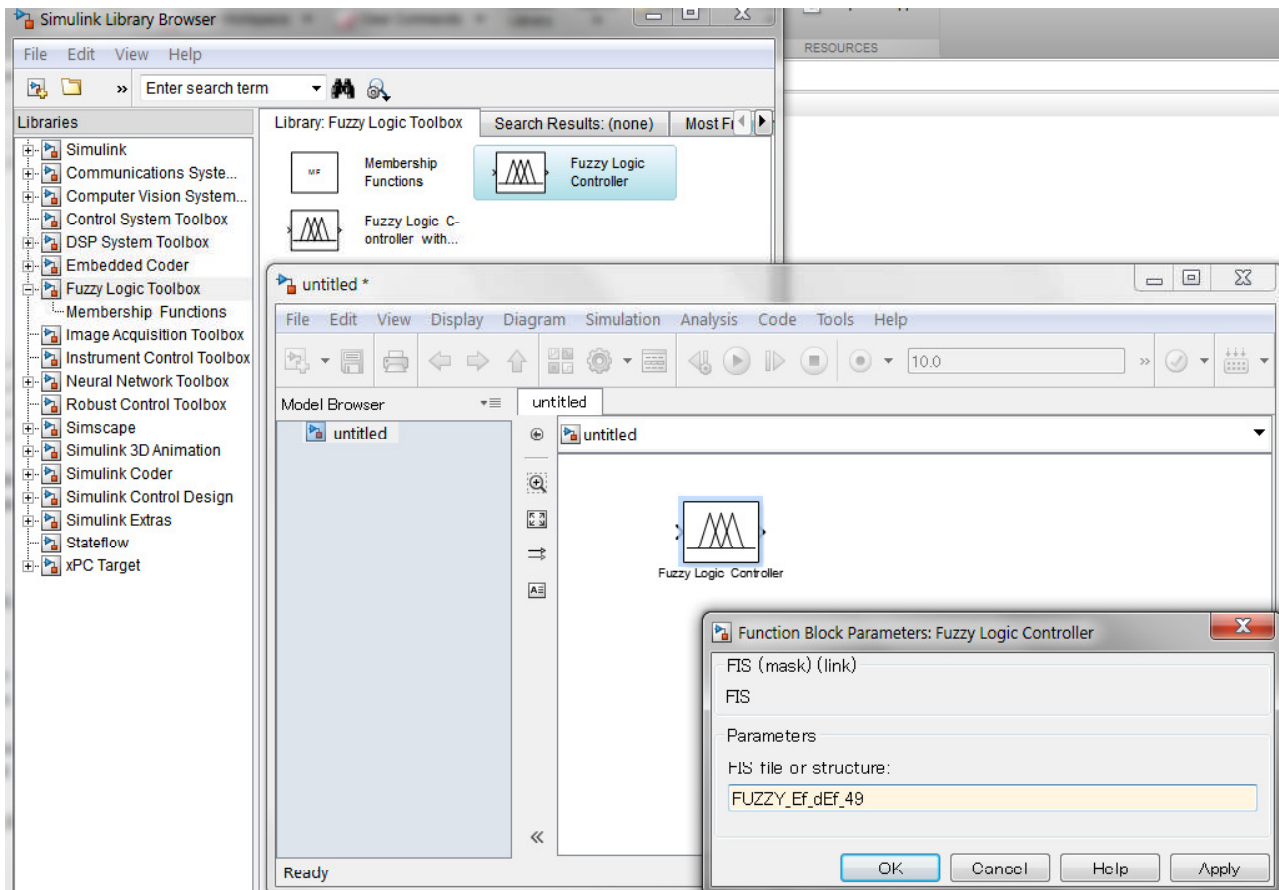 Simulink Library Browser
RESOURCES
File Edit View Help
» Enter search term
Libraries
Library: Fuzzy Logic Toolbox Search Results: (none) Most Fr
Simulink
Communications Syste...
Computer Vision System...
Control System Toolbox
DSP System Toolbox
Embedded Coder
Fuzzy Logic Toolbox
Membership Functions
Image Acquisition Toolbox
Instrument Control Toolbox
Neural Network Toolbox
Robust Control Toolbox
Simscape
Simulink 3D Animation
Simulink Coder
Simulink Control Design
Simulink Extras
Stateflow
xPC Target
MF
Membership
Functions
Fuzzy Logic
Controller
Fuzzy Logic C-
ontroller with...
untitled *
File Edit View Display Diagram Simulation Analysis Code Tools Help
10.0 »
Model Browser
untitled
untitled
untitled
Fuzzy Logic Controller
Ready
Function Block Parameters: Fuzzy Logic Controller
FIS (mask) (link)
FIS
Parameters
FIS file or structure:
FUZZY_Ef_dEf_49
OK Cancel Help Apply